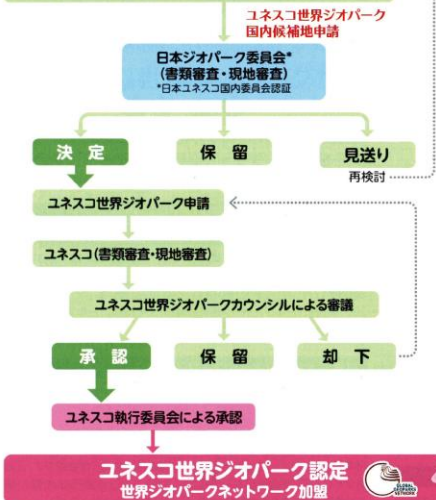 ユネスコ世界ジオパーク
国内候補地申請
日本ジオパーク委員会*
(書類審査・現地審査)
*日本ユネスコ国内委員会認証
決 定
保 留
見送り
再検討
ユネスコ世界ジオパーク申請
ユネスコ(書類審査・現地審査)
ユネスコ世界ジオパークカウンシルによる審議
承 認
保 留
却 下
ユネスコ執行委員会による承認
ユネスコ世界ジオパーク認定
世界ジオパークネットワーク加盟
GLOBAL
GEOPARKS
NETWORK